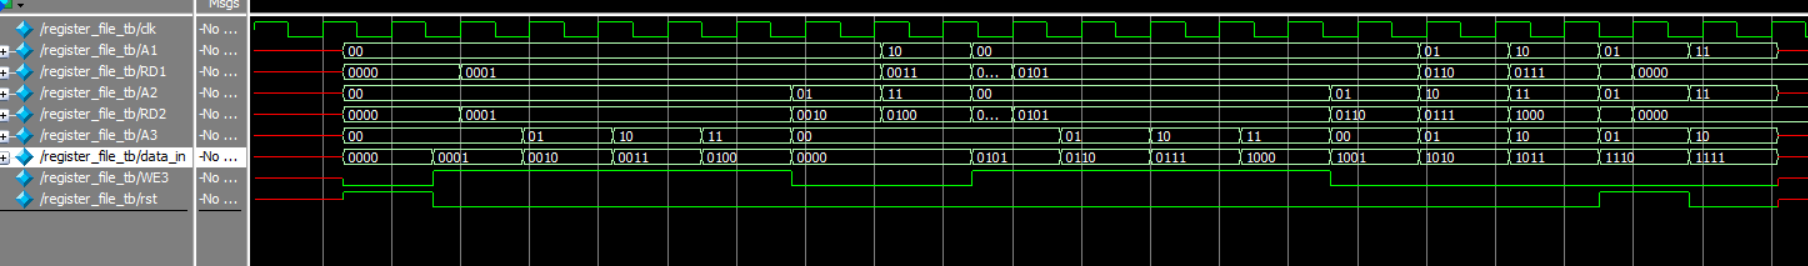 Msgs
/register_file_tb/clk -No ...
/register_file_tb/A1 -No ... 00 10 00 01 10 01 11
/register_file_tb/RD1 -No ... 0000 0001 0011 0... 0101 0110 0111 0000
/register_file_tb/A2 -No ... 00 01 11 00 01 10 11 01 11
/register_file_tb/RD2 -No ... 0000 0001 0010 0100 0... 0101 0110 0111 1000 0000
/register_file_tb/A3 -No ... 00 01 10 11 00 01 10 11 00 01 10 01 10
/register_file_tb/data_in -No ... 0000 0001 0010 0011 0100 0000 0101 0110 0111 1000 1001 1010 1011 1110 1111
/register_file_tb/WE3 -No ...
/register_file_tb/rst -No ...